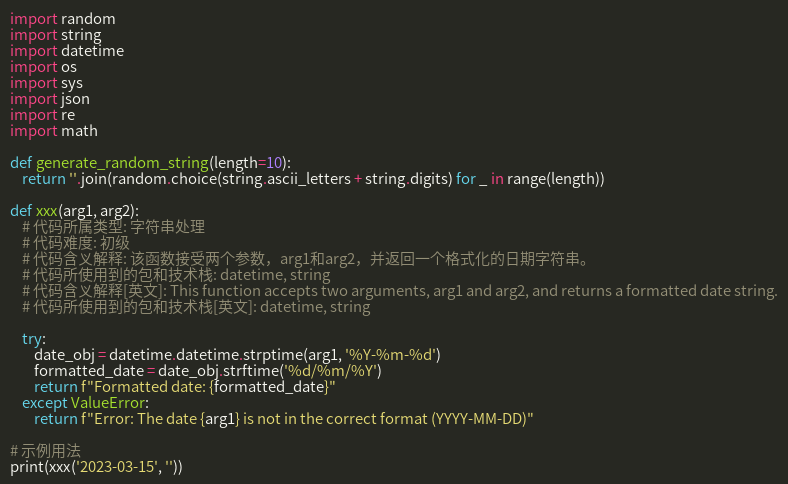 import random
import string
import datetime
import os
import sys
import json
import re
import math

def generate_random_string(length=10):
    return ''.join(random.choice(string.ascii_letters + string.digits) for _ in range(length))

def xxx(arg1, arg2):
    # 代码所属类型: 字符串处理
    # 代码难度: 初级
    # 代码含义解释: 该函数接受两个参数，arg1和arg2，并返回一个格式化的日期字符串。
    # 代码所使用到的包和技术栈: datetime, string
    # 代码含义解释[英文]: This function accepts two arguments, arg1 and arg2, and returns a formatted date string.
    # 代码所使用到的包和技术栈[英文]: datetime, string

    try:
        date_obj = datetime.datetime.strptime(arg1, '%Y-%m-%d')
        formatted_date = date_obj.strftime('%d/%m/%Y')
        return f"Formatted date: {formatted_date}"
    except ValueError:
        return f"Error: The date {arg1} is not in the correct format (YYYY-MM-DD)"

# 示例用法
print(xxx('2023-03-15', ''))